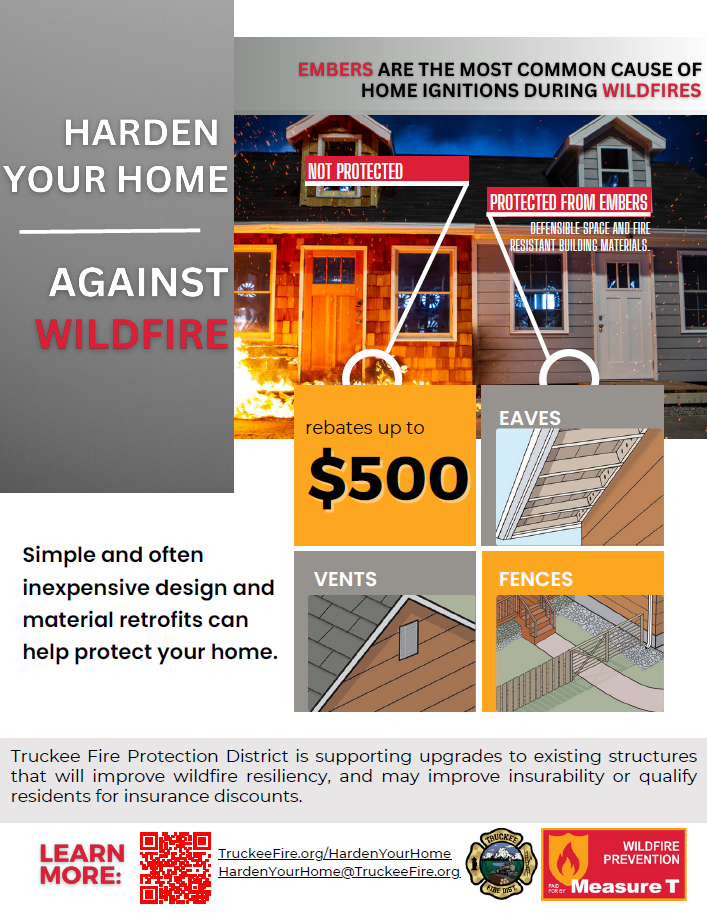 HARDEN
YOUR HOME
AGAINST
WILDFIRE
EMBERS ARE THE MOST COMMON CAUSE OF
HOME IGNITIONS DURING WILDFIRES
NOT PROTECTED
PROTECTED FROM EMBERS
DEFENSIBLE SPACE AND FIRE
RESISTANT BUILDING MATERIALS.
rebates up to
$500
EAVES
VENTS
FENCES
Simple and often
inexpensive design and
material retrofits can
help protect your home.
Truckee Fire Protection District is supporting upgrades to existing structures
that will improve wildfire resiliency, and may improve insurability or qualify
residents for insurance discounts.
LEARN
MORE:
TruckeeFire.org/HardenYourHome
HardenYourHome@TruckeeFire.org
TRUCKEE
FIRE DIST.
WILDFIRE
PREVENTION
PAID
FOR BY
Measure T